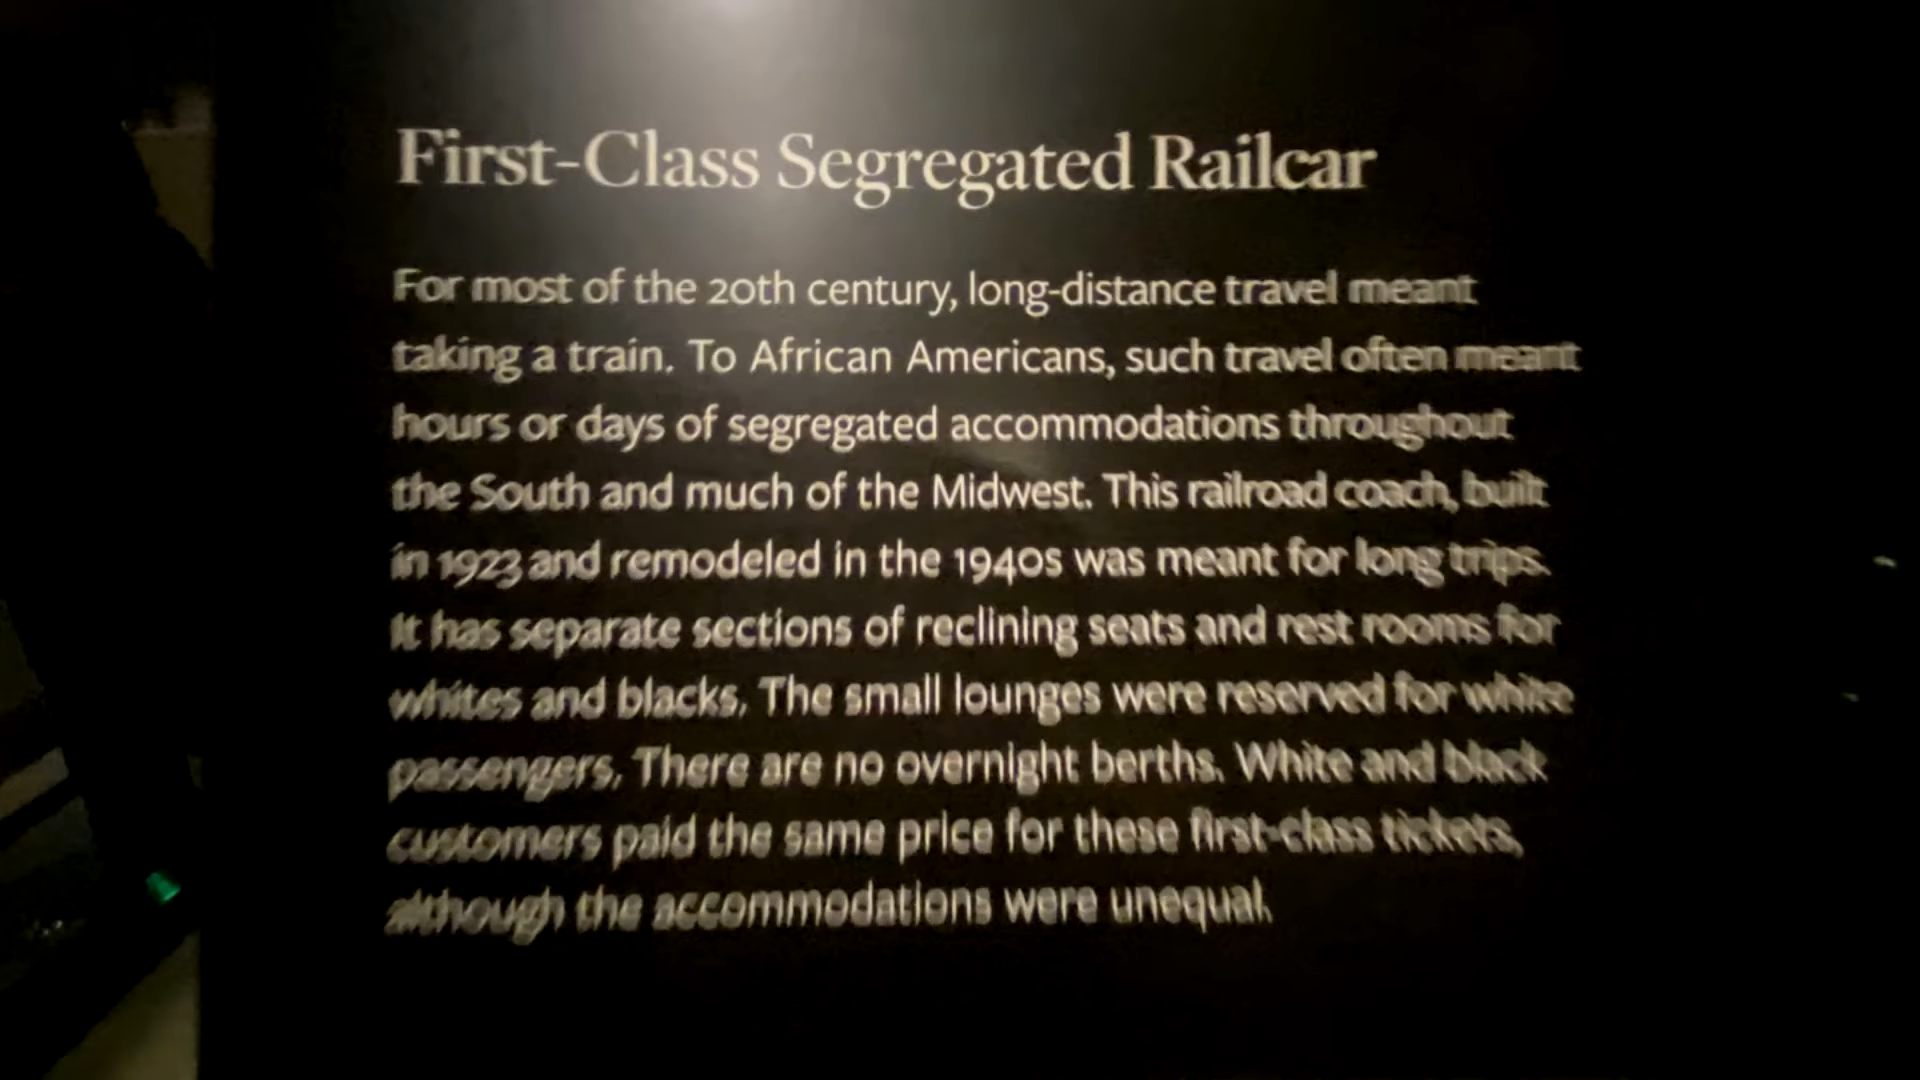 First-Class Segregated Railcar
For most of the 20th century, long-distance travel meant
taking a train. To African Americans, such travel often meant
hours or days of segregated accommodations throughout
the South and much of the Midwest. This railroad coach, built
in 1923 and remodeled in the 1940s was meant for long trips.
It has separate sections of reclining seats and rest rooms for
whites and blacks. The small lounges were reserved for white
passengers. There are no overnight berths. White and black
customers paid the same price for these first-class tickets,
although the accommodations were unequal.